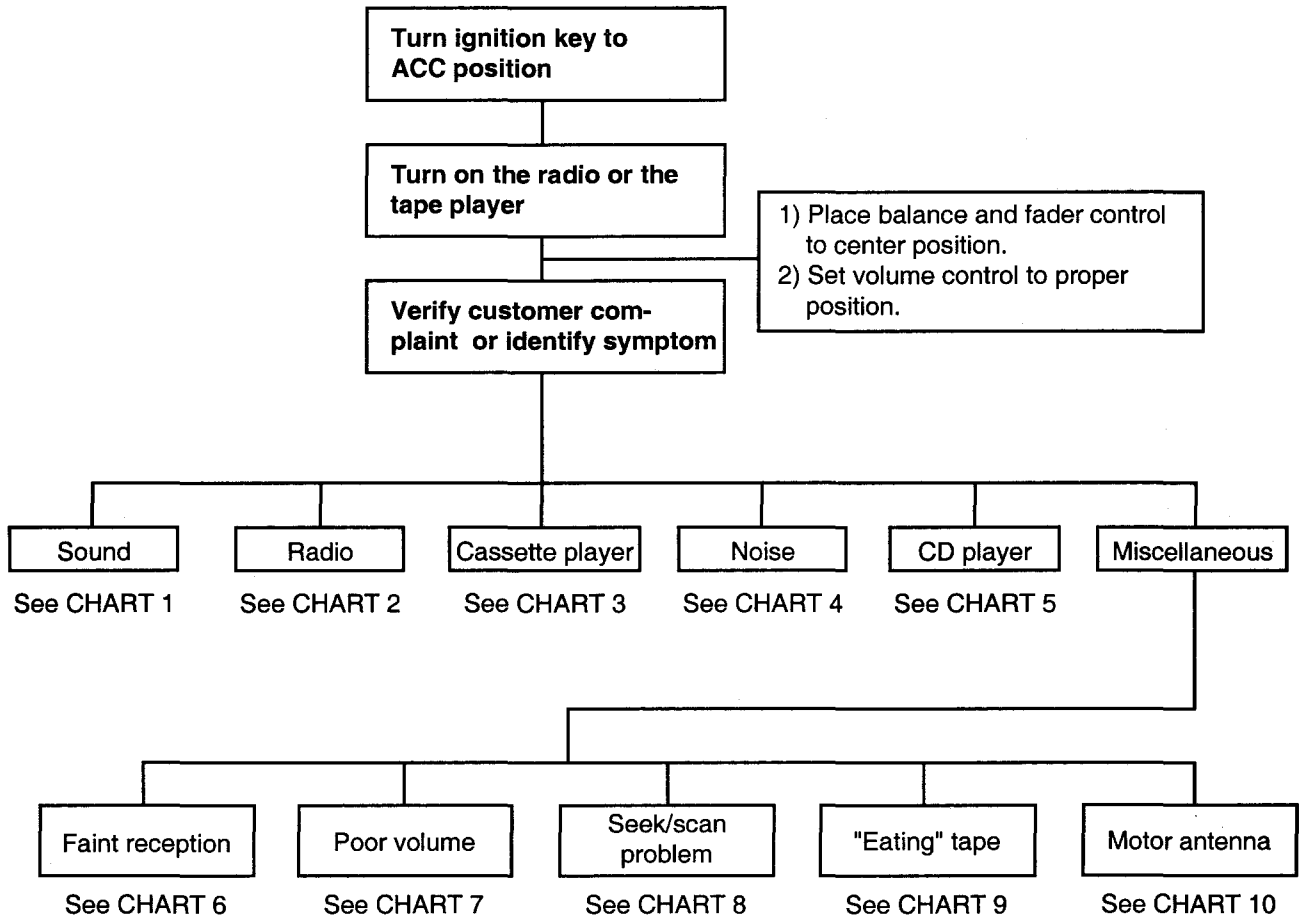 Turn ignition key to
ACC position
Turn on the radio or the
tape player
1) Place balance and fader control
to center position.
2) Set volume control to proper
position.
Verify customer com-
plaint or identify symptom
Sound
Radio
Cassette player
Noise
CD player
Miscellaneous
See CHART 1
See CHART 2
See CHART 3
See CHART 4
See CHART 5
Faint reception
Poor volume
Seek/scan
problem
"Eating" tape
Motor antenna
See CHART 6
See CHART 7
See CHART 8
See CHART 9
See CHART 10